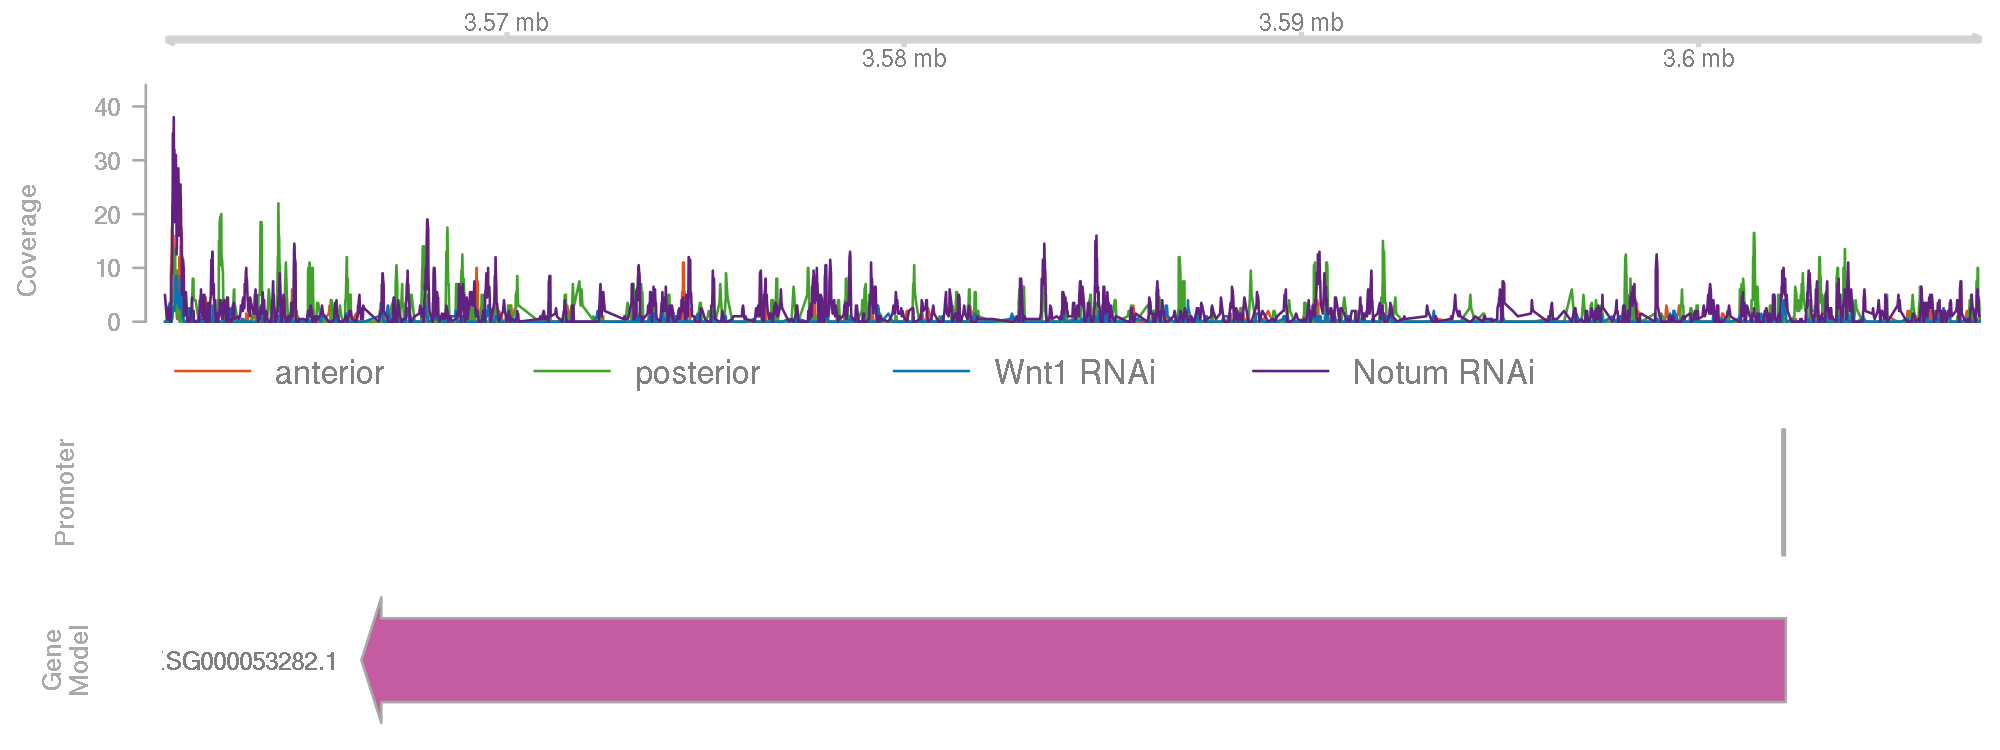 3.57 mb
3.59 mb
3.58 mb
3.6 mb
Coverage
40
30
20
10
0
anterior
posterior
Wnt1 RNAi
Notum RNAi
Promoter
Gene
Model
SG000053282.1